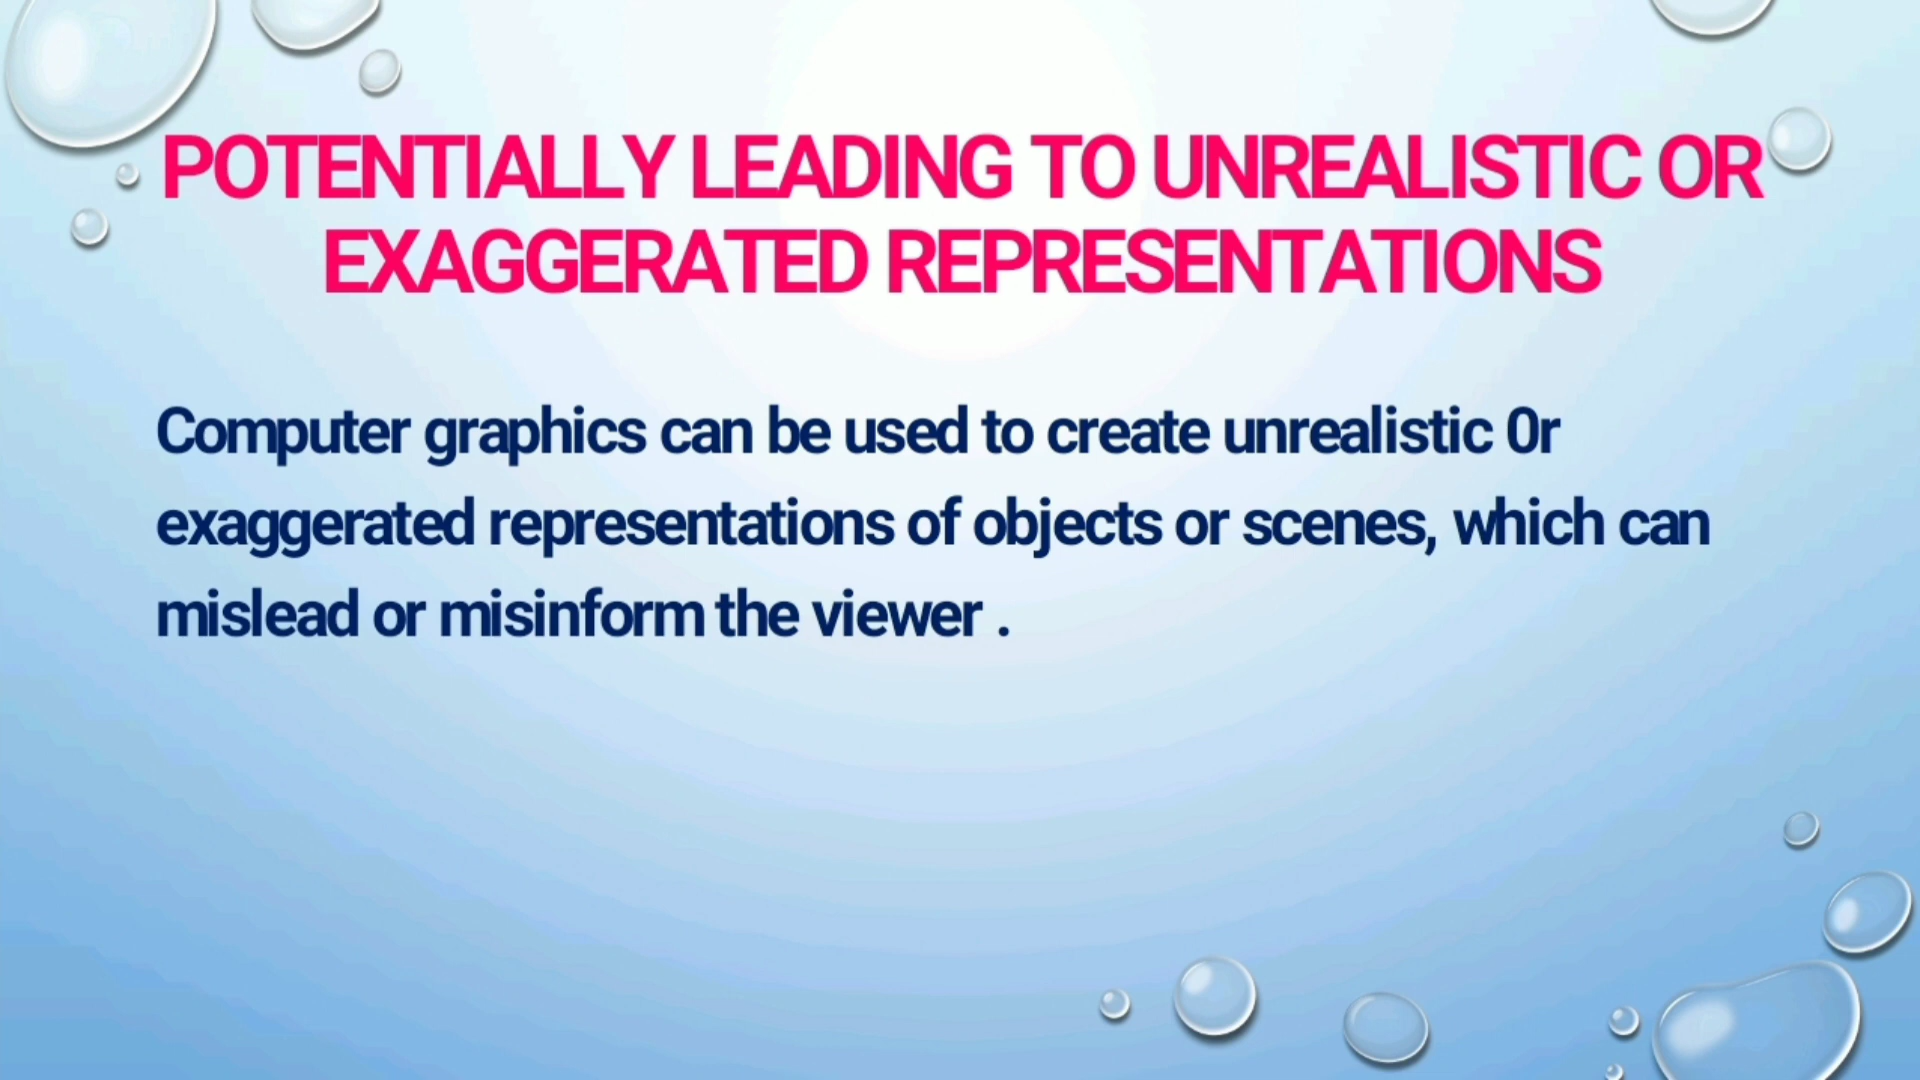 POTENTIALLY LEADING TO UNREALISTIC OR
EXAGGERATED REPRESENTATIONS
Computer graphics can be used to create unrealistic 0r
exaggerated representations of objects or scenes, which can
mislead or misinform the viewer .